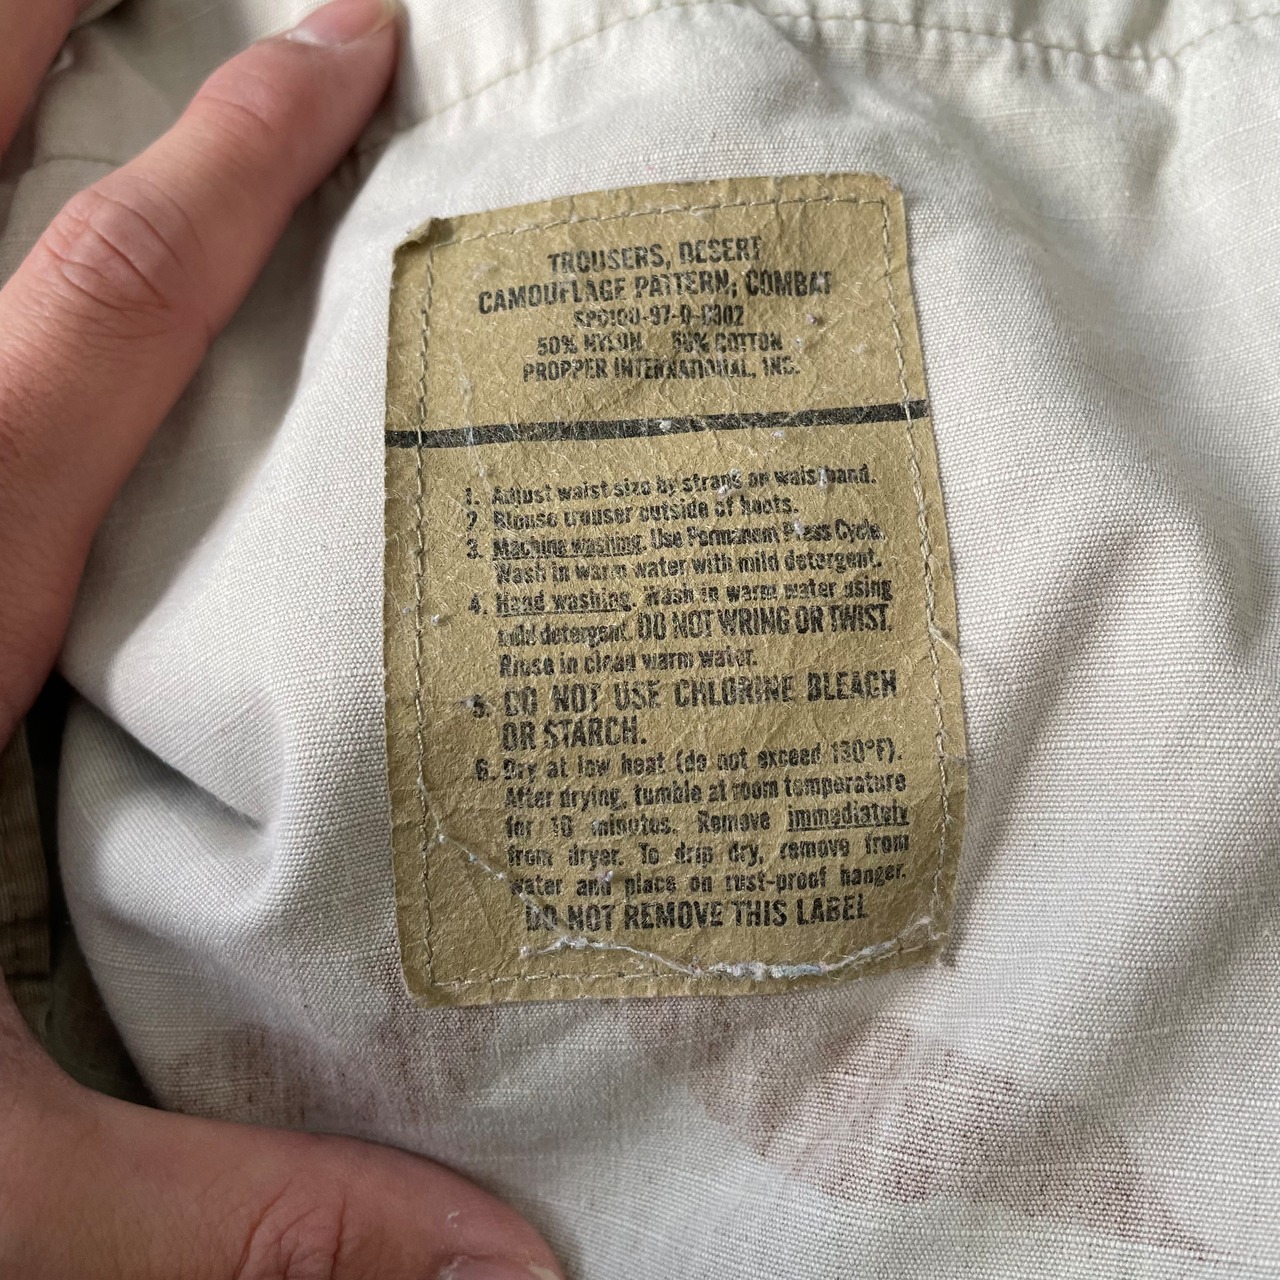 TROUSERS, DESERT
CAMOUFLAGE PATTERN; COMBAT
SPO100-97-D-0302
50% NYLON 50% COTTON
PROPPER INTERNATIONAL, INC.
1. Adjust waist size by straps on waistband.
2. Blouse trouser outside of boots.
3. Machine washing. Use Permanent Press Cycle.
Wash in warm water with mild detergent.
4. Hand washing. Wash in warm water using
mild detergent. DO NOT WRING OR TWIST.
Rinse in clean warm water.
5. DO NOT USE CHLORINE BLEACH
OR STARCH.
6. Dry at low heat (do not exceed 130°F).
After drying, tumble at room temperature
for 10 minutes. Remove immediately
from dryer. To drip dry, remove from
water and place on rust-proof hanger.
DO NOT REMOVE THIS LABEL